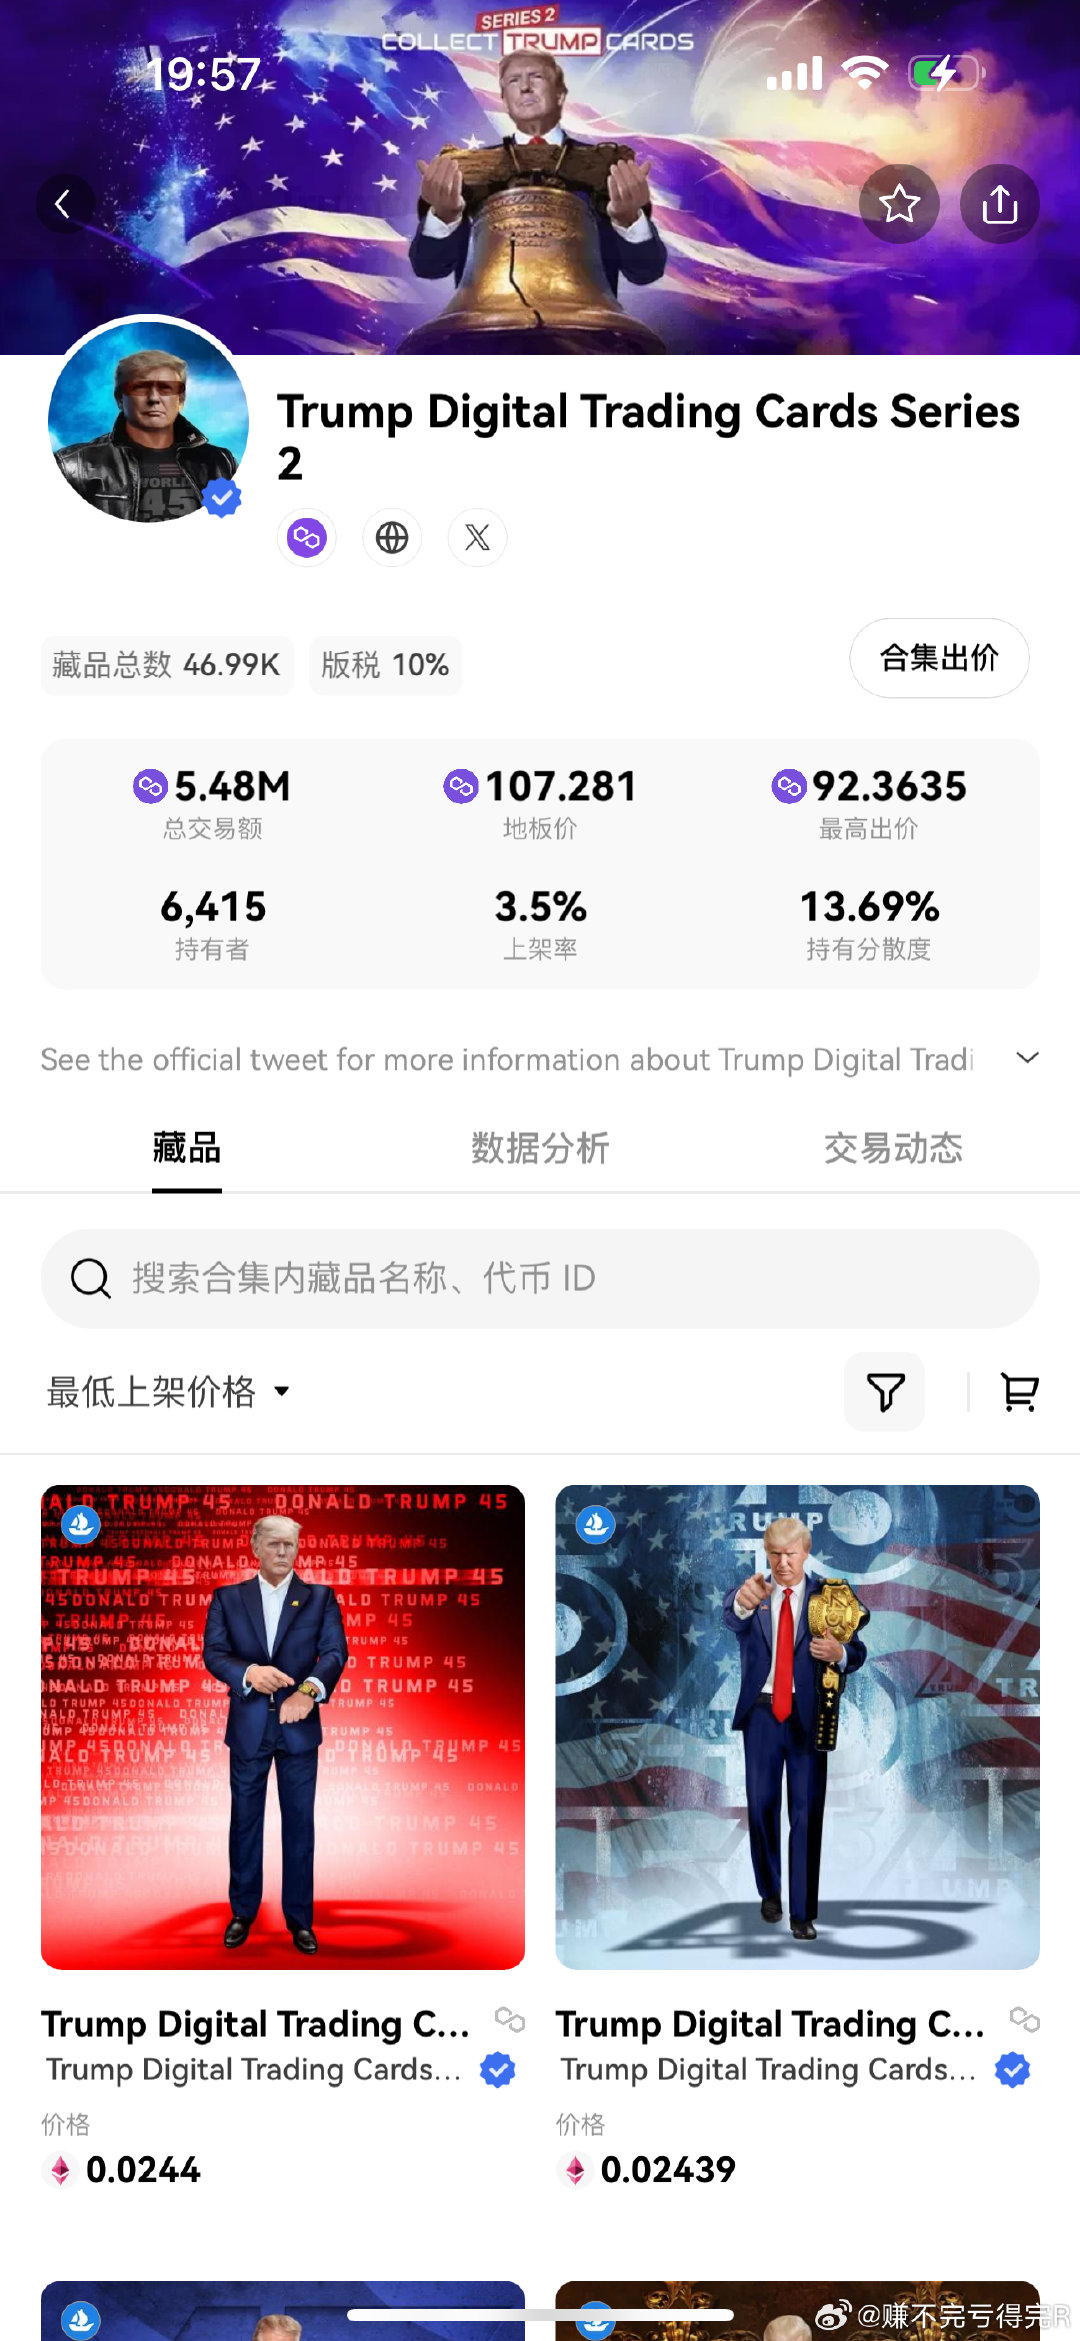 SERIES 2
COLLECT TRUMP CARDS
19:57
Trump Digital Trading Cards Series
2
藏品总数 46.99K
版税 10%
合集出价
5.48M
107.281
92.3635
总交易额
地板价
最高出价
6,415
3.5%
13.69%
持有者
上架率
持有分散度
See the official tweet for more information about Trump Digital Tradi
藏品
数据分析
交易动态
搜索合集内藏品名称、代币 ID
最低上架价格
DONALD TRUMP 45
Trump Digital Trading C...
Trump Digital Trading C...
Trump Digital Trading Cards...
Trump Digital Trading Cards...
价格
价格
0.0244
0.02439
@赚不完亏得完R